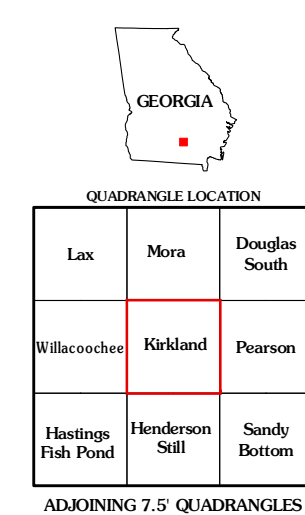 GEORGIA
QUADRANGLE LOCATION
Lax
Mora
Douglas
South
Willacoochee
Kirkland
Pearson
Hastings
Fish Pond
Henderson
Still
Sandy
Bottom
ADJOINING 7.5' QUADRANGLES